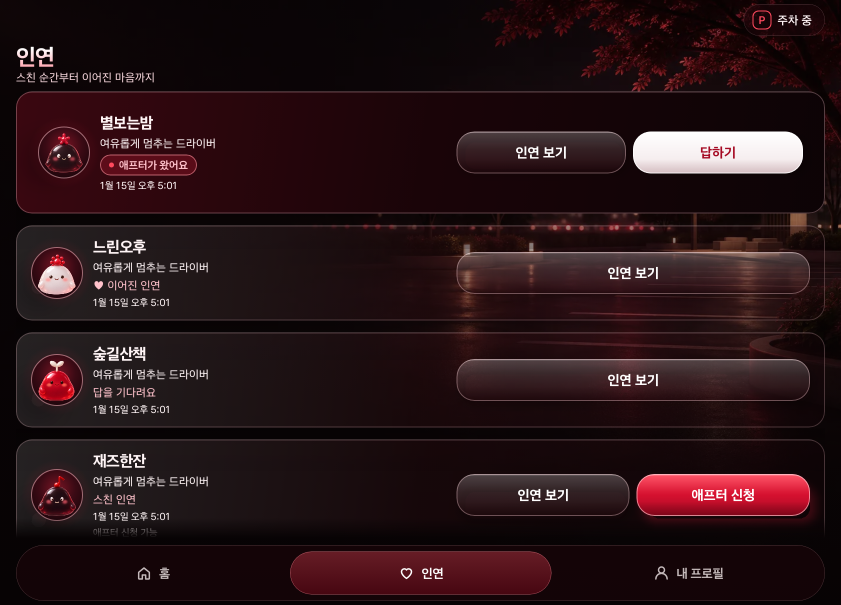 P 주차 중
인연
스친 순간부터 이어진 마음까지
별보는밤
여유롭게 멈추는 드라이버
애프터가 왔어요
1월 15일 오후 5:01
인연 보기
답하기
느린오후
여유롭게 멈추는 드라이버
이어진 인연
1월 15일 오후 5:01
인연 보기
숲길산책
여유롭게 멈추는 드라이버
답을 기다려요
1월 15일 오후 5:01
인연 보기
재즈한잔
여유롭게 멈추는 드라이버
스친 인연
1월 15일 오후 5:01
애프터 신청 가능
인연 보기
애프터 신청
홈
인연
내 프로필